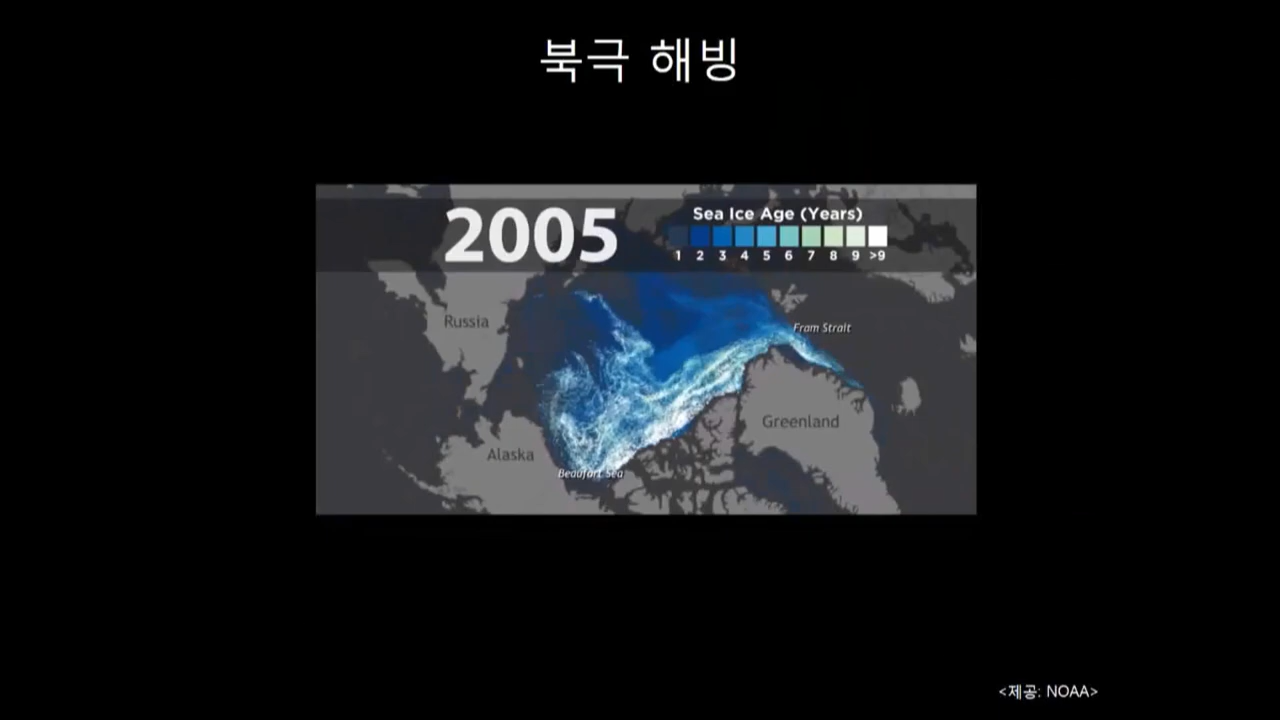 북극 해빙
2005
Sea Ice Age (Years)
1 2 3 4 5 6 7 8 9 >9
Russia
Fram Strait
Greenland
Alaska
Beaufort Sea
<제공: NOAA>